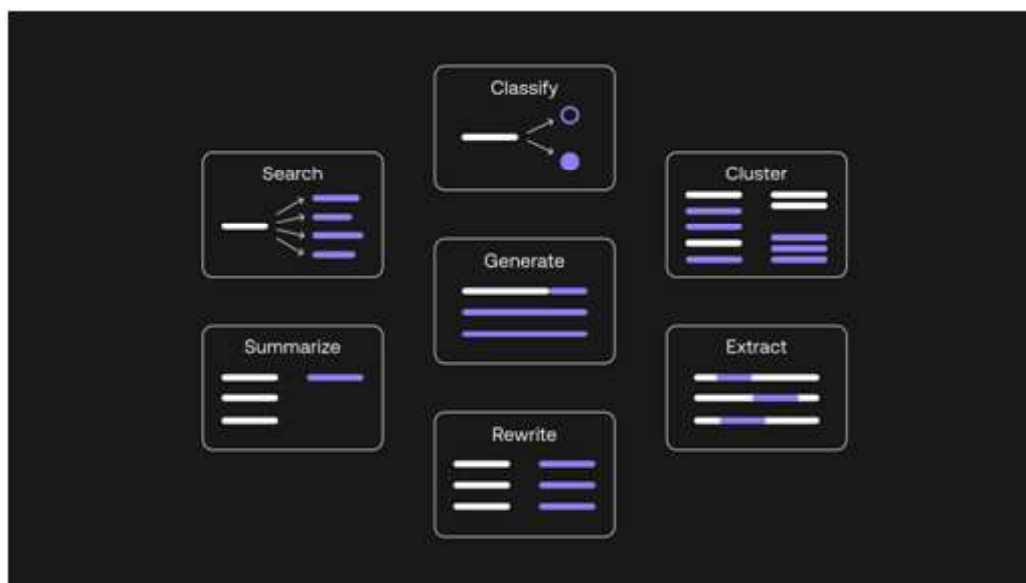 Classify
Search
Cluster
Generate
Summarize
Extract
Rewrite